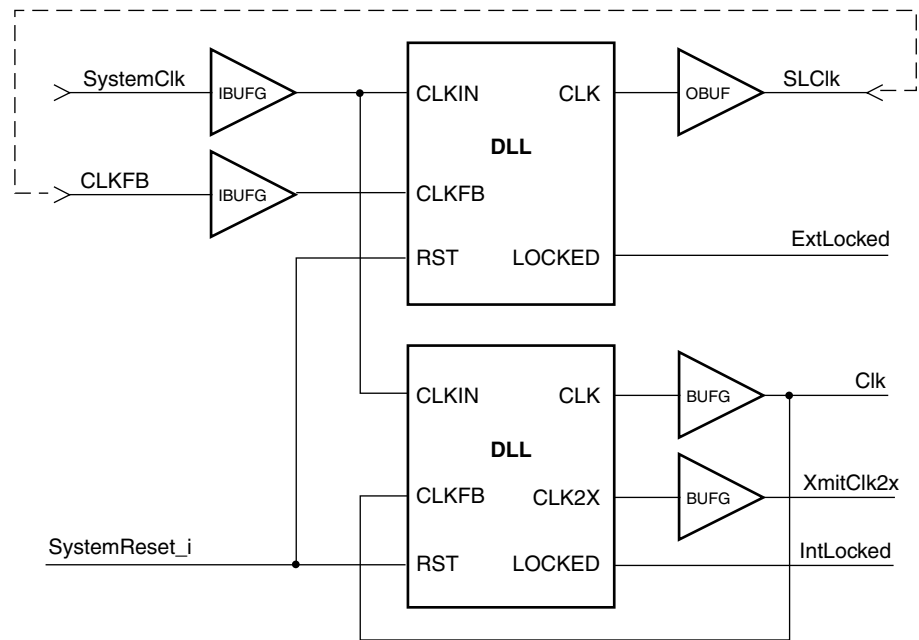 SystemClk
IBUFG
CLKIN
CLK
OBUF
SLClk
DLL
CLKFB
IBUFG
CLKFB
RST
LOCKED
ExtLocked
CLKIN
CLK
BUFG
Clk
DLL
CLKFB
CLK2X
BUFG
XmitClk2x
SystemReset_i
RST
LOCKED
IntLocked